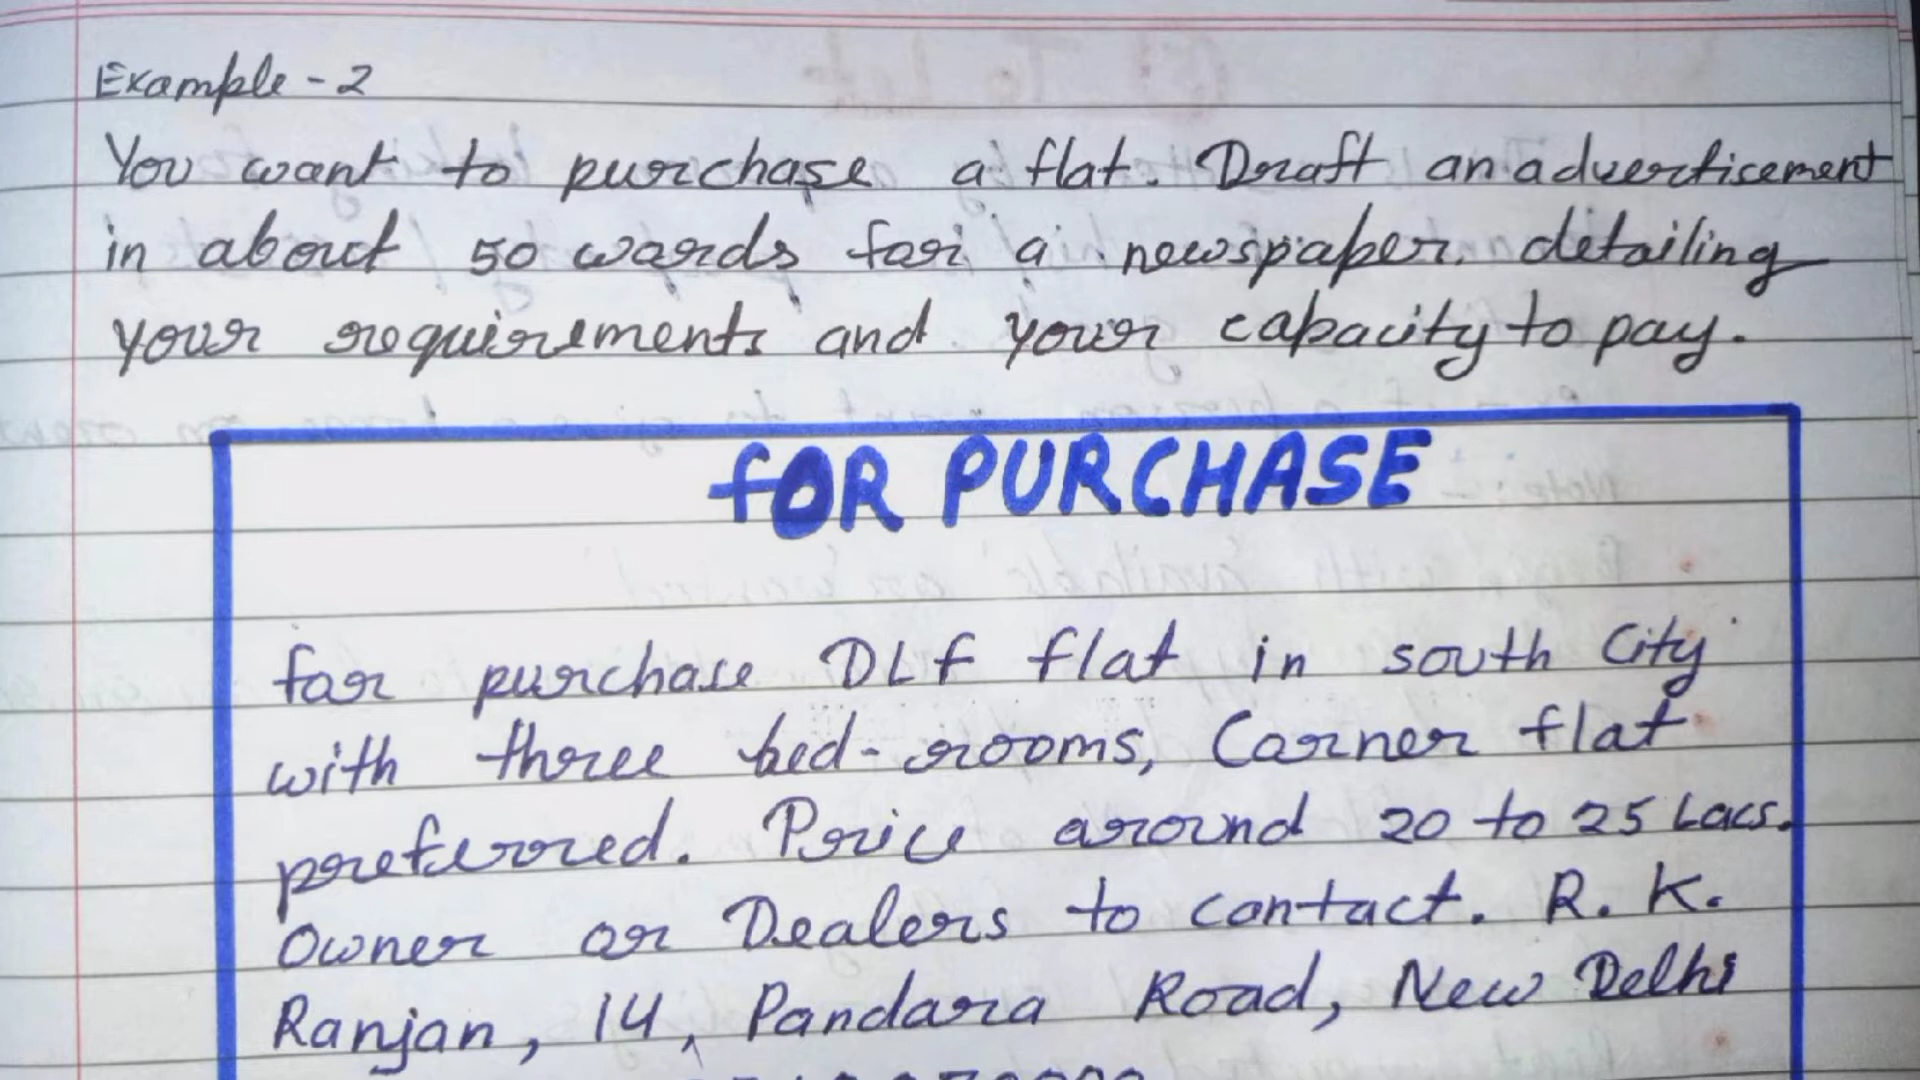 Example - 2
You want to purchase a flat. Draft an advertisement
in about 50 words for a newspaper. detailing
your requirements and your capacity to pay.
FOR PURCHASE
for purchase DLF flat in south City
with three bed-rooms, Corner flat
preferred. Price around 20 to 25 Lacs.
Owner or Dealers to contact. R. K.
Ranjan, 14, Pandara Road, New Delhi